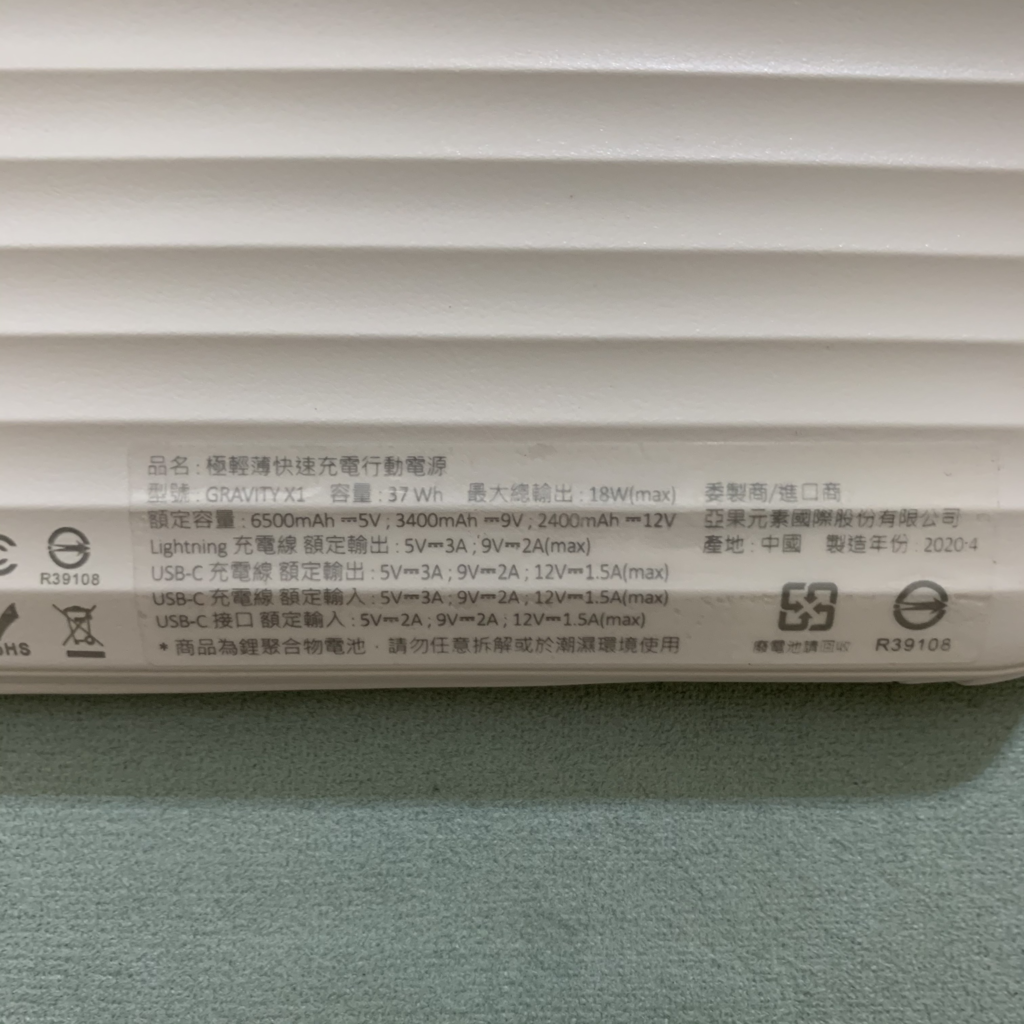 品名 : 極輕薄快速充電行動電源
型號 : GRAVITY X1 容量 : 37 Wh 最大總輸出 : 18W(max)
額定容量 : 6500mAh ⎓5V ; 3400mAh ⎓9V ; 2400mAh ⎓12V
Lightning 充電線 額定輸出 : 5V⎓3A ; 9V⎓2A(max)
USB-C 充電線 額定輸出 : 5V⎓3A ; 9V⎓2A ; 12V⎓1.5A(max)
USB-C 充電線 額定輸入 : 5V⎓3A ; 9V⎓2A ; 12V⎓1.5A(max)
USB-C 接口 額定輸入 : 5V⎓2A ; 9V⎓2A ; 12V⎓1.5A(max)
* 商品為鋰聚合物電池，請勿任意拆解或於潮濕環境使用
委製商/進口商
亞果元素國際股份有限公司
產地 : 中國 製造年份 : 2020·4
廢電池請回收
R39108
R39108